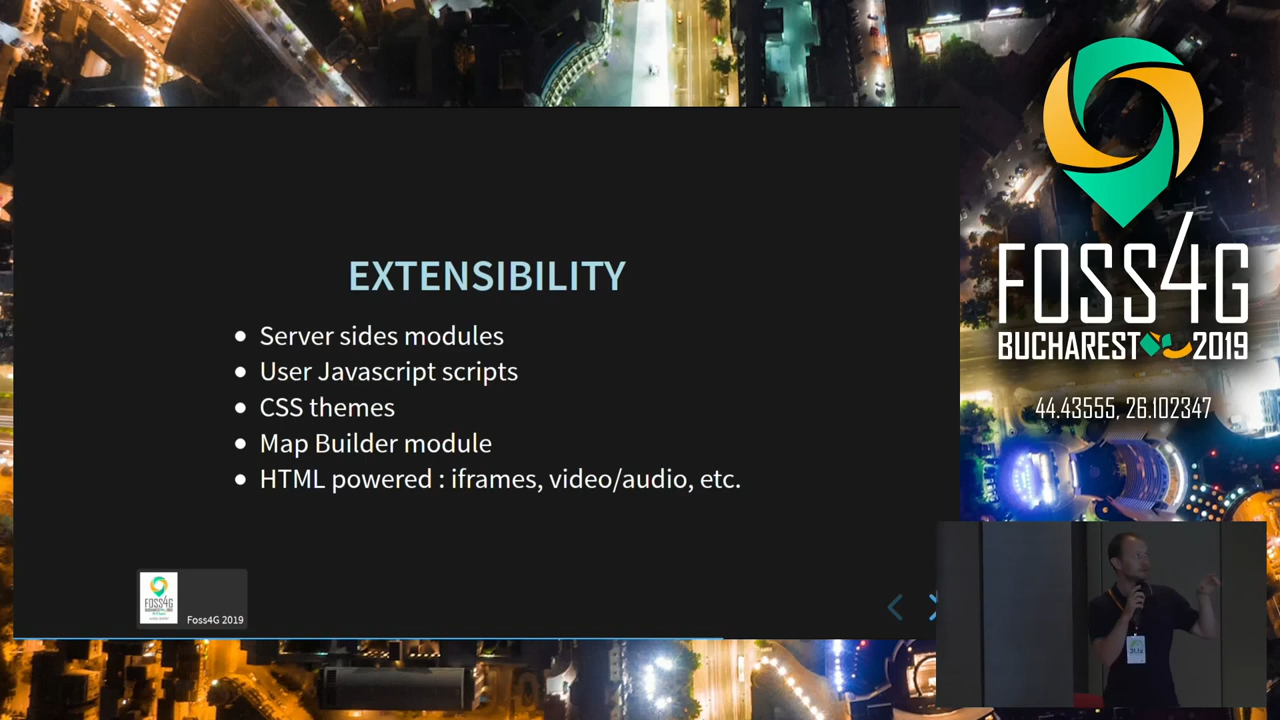 EXTENSIBILITY
Server sides modules
User Javascript scripts
CSS themes
Map Builder module
HTML powered : iframes, video/audio, etc.
Foss4G 2019
FOSS4G
BUCHAREST 2019
44.43555, 26.102347